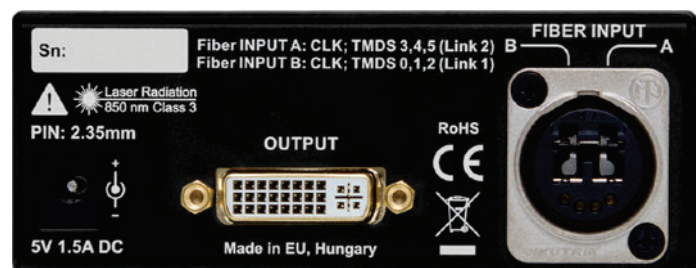 Sn:
Fiber INPUT A: CLK; TMDS 3,4,5 (Link 2)
Fiber INPUT B: CLK; TMDS 0,1,2 (Link 1)
FIBER INPUT
B
A
Laser Radiation
850 nm Class 3
PIN: 2.35mm
+
-
5V 1.5A DC
OUTPUT
Made in EU, Hungary
RoHS
CE
NEUTRIK